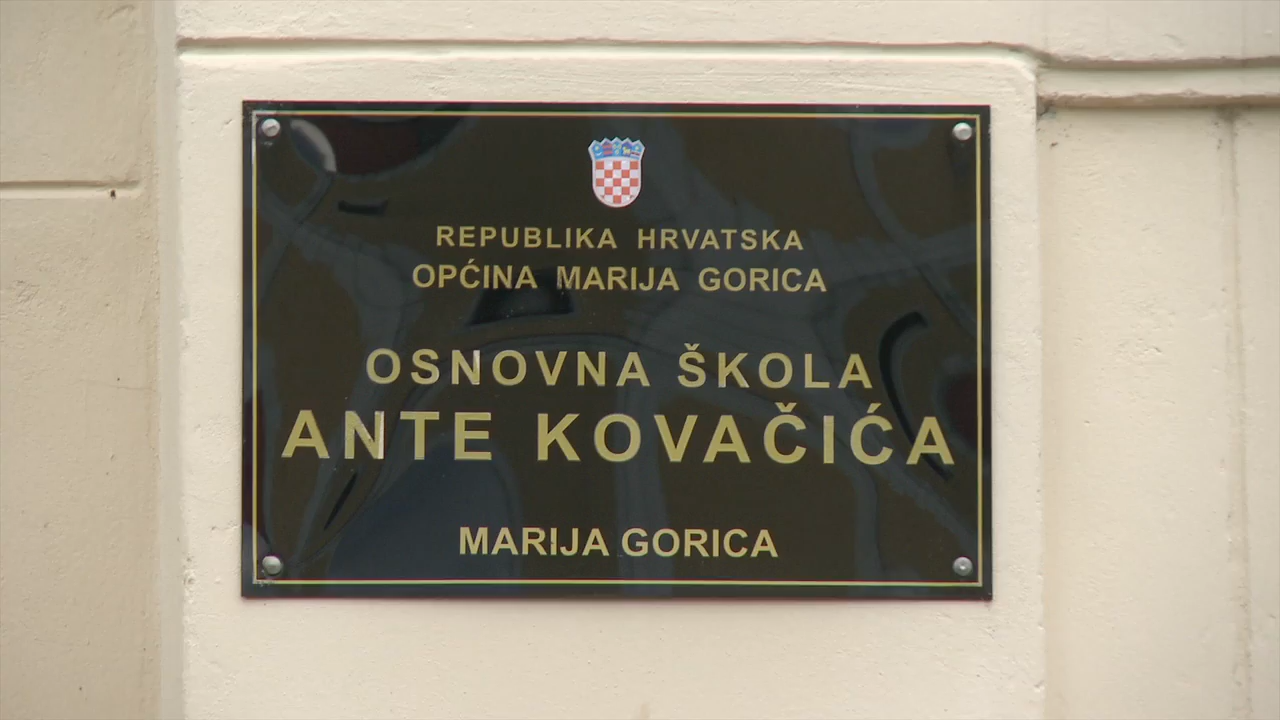 REPUBLIKA HRVATSKA
OPĆINA MARIJA GORICA
OSNOVNA ŠKOLA
ANTE KOVAČIĆA
MARIJA GORICA